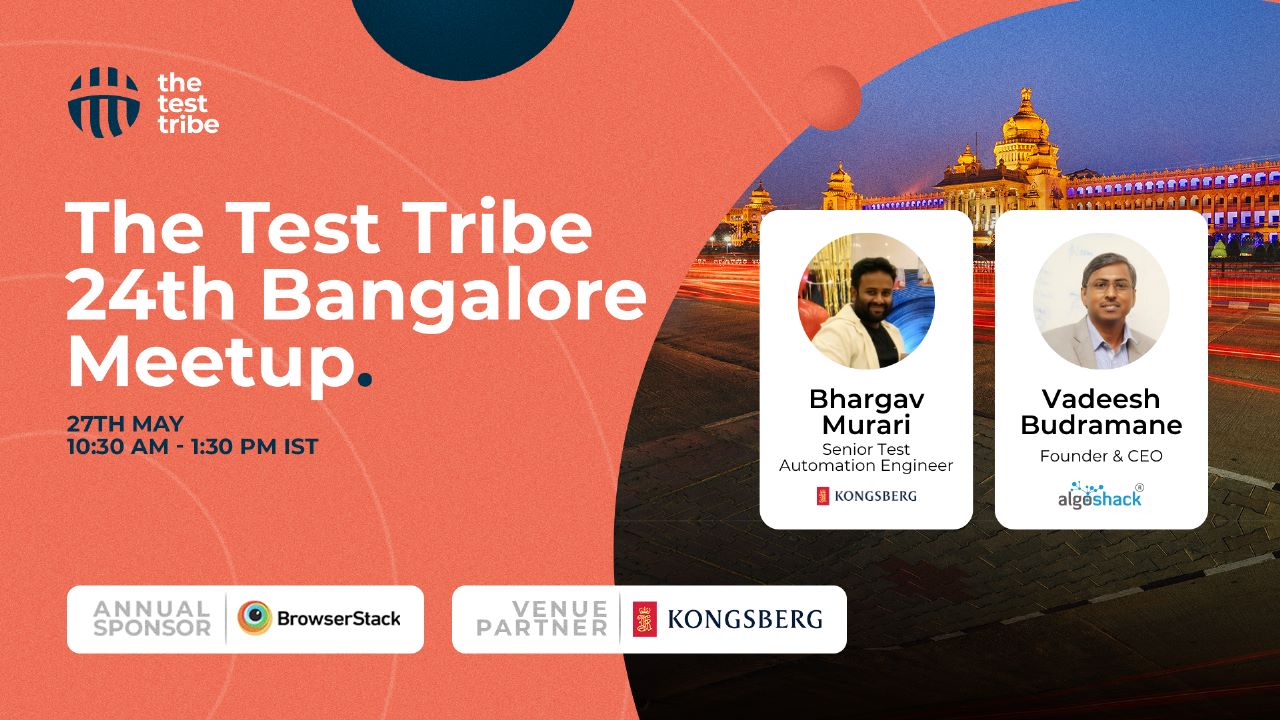 the
test
tribe
The Test Tribe
24th Bangalore
Meetup.
27TH MAY
10:30 AM - 1:30 PM IST
Bhargav
Murari
Senior Test
Automation Engineer
KONGSBERG
Vadeesh
Budramane
Founder & CEO
algoshack®
ANNUAL
SPONSOR
BrowserStack
VENUE
PARTNER
KONGSBERG